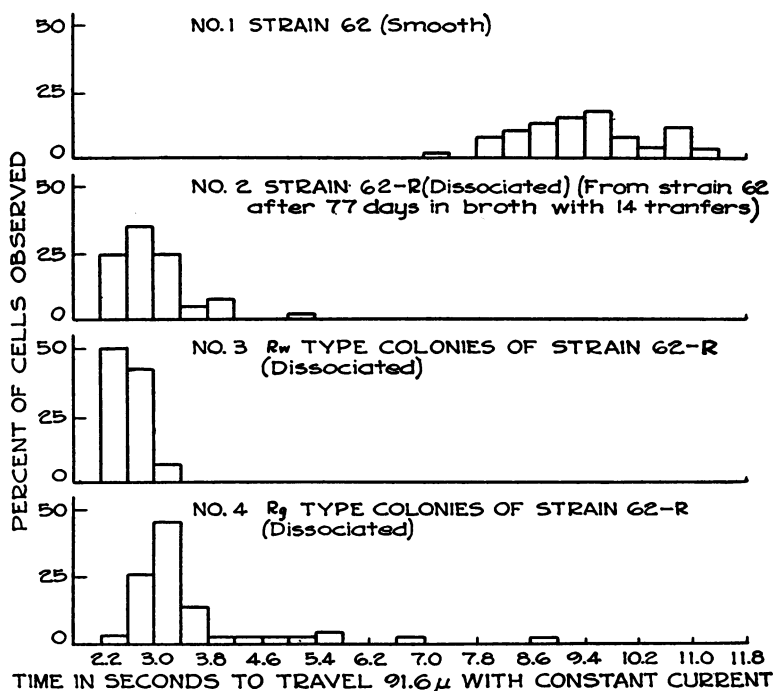 PERCENT OF CELLS OBSERVED
50
25
0
NO.1 STRAIN 62 (Smooth)
50
25
0
NO. 2 STRAIN 62-R (Dissociated) (From strain 62
after 77 days in broth with 14 tranfers)
50
25
0
NO. 3 Rw TYPE COLONIES OF STRAIN 62-R
(Dissociated)
50
25
0
NO. 4 Rg TYPE COLONIES OF STRAIN 62-R
(Dissociated)
2.2 3.0 3.8 4.6 5.4 6.2 7.0 7.8 8.6 9.4 10.2 11.0 11.8
TIME IN SECONDS TO TRAVEL 91.6 μ WITH CONSTANT CURRENT